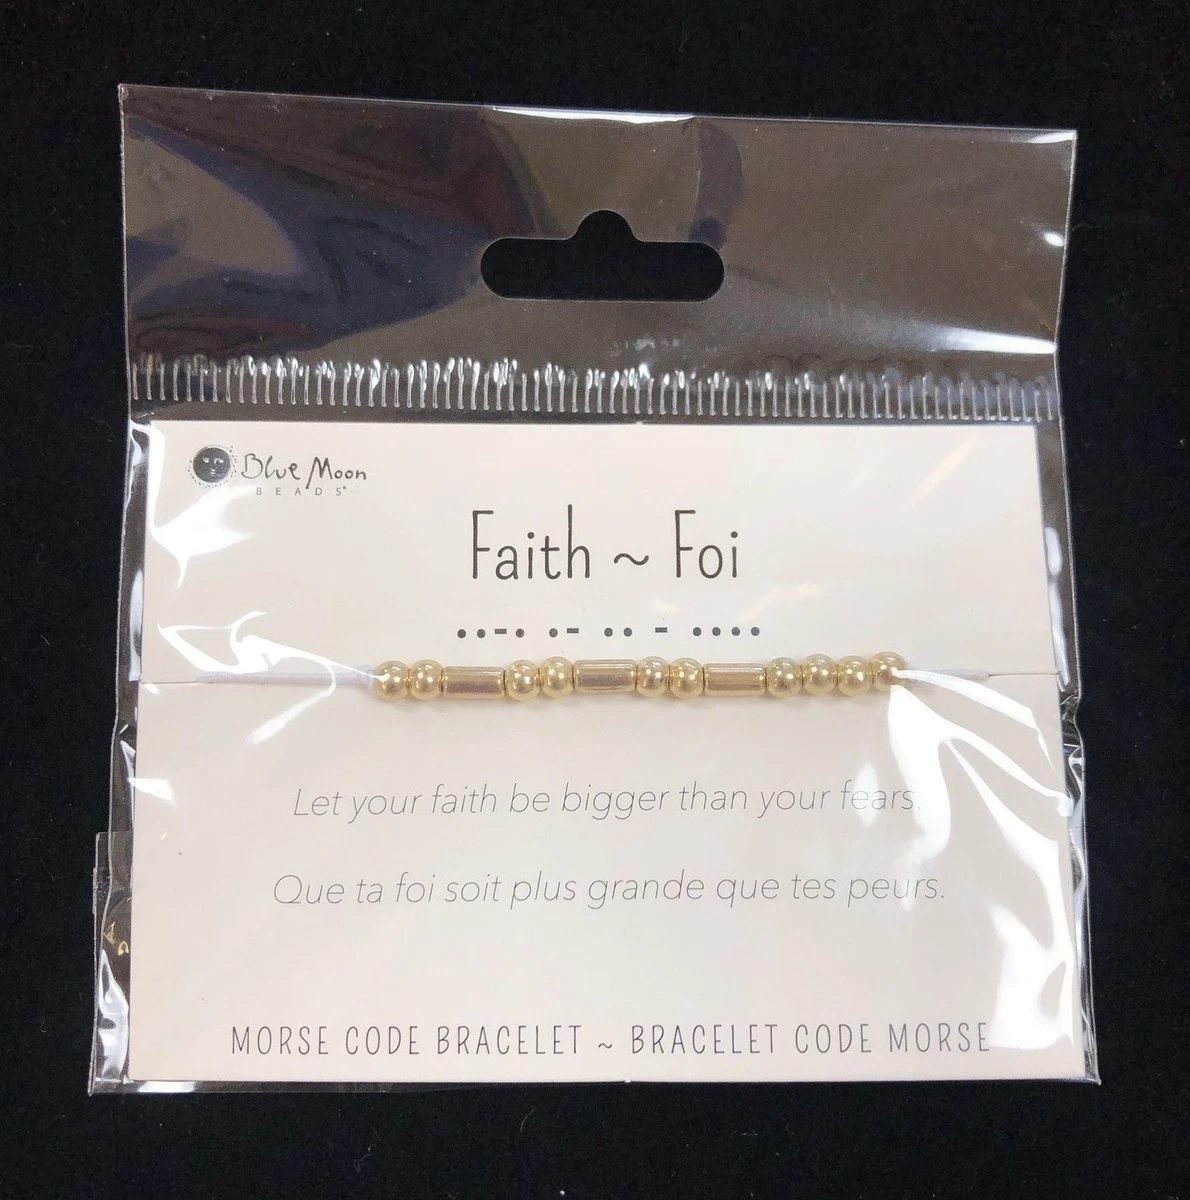 Blue Moon
BEADS®
Faith ~ Foi
••-• •- •• - ••••
Let your faith be bigger than your fears.
Que ta foi soit plus grande que tes peurs.
MORSE CODE BRACELET ~ BRACELET CODE MORSE